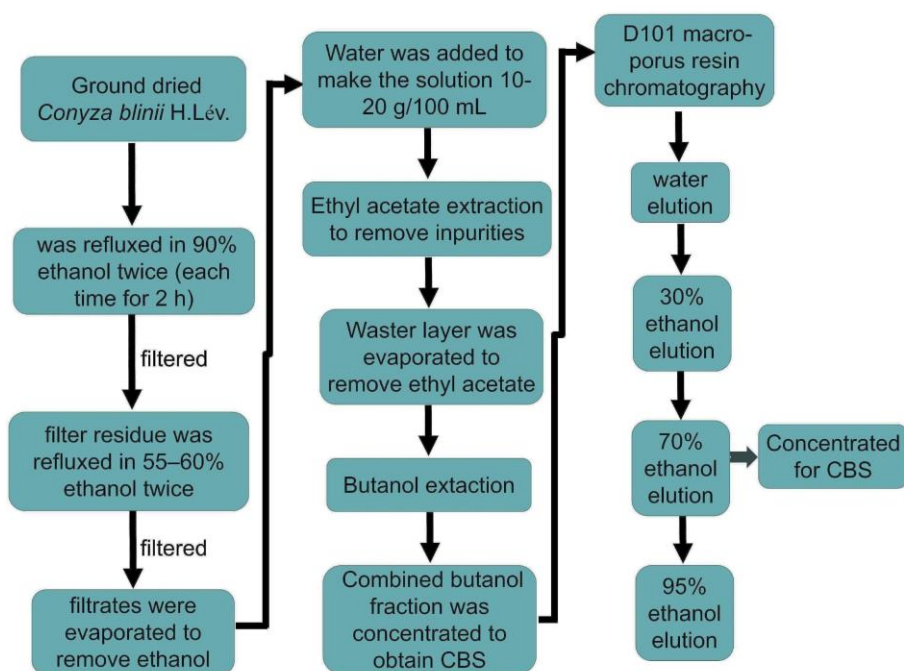 Ground dried
Conyza blinii H.Lév.
was refluxed in 90%
ethanol twice (each
time for 2 h)
filtered
filter residue was
refluxed in 55–60%
ethanol twice
filtered
filtrates were
evaporated to
remove ethanol
Water was added to
make the solution 10-
20 g/100 mL
Ethyl acetate extraction
to remove inpurities
Waster layer was
evaporated to
remove ethyl acetate
Butanol extaction
Combined butanol
fraction was
concentrated to
obtain CBS
D101 macro-
porus resin
chromatography
water
elution
30%
ethanol
elution
70%
ethanol
elution
Concentrated
for CBS
95%
ethanol
elution